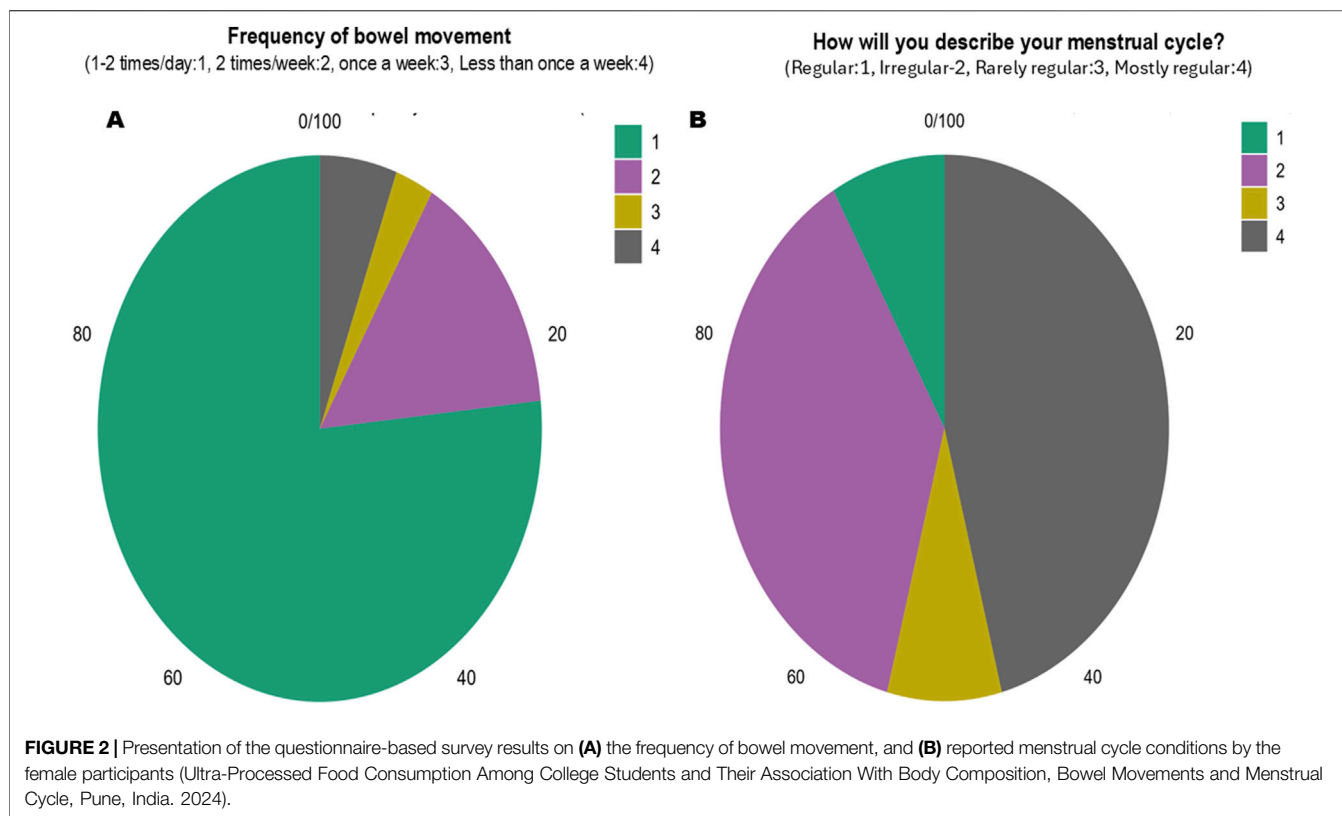 Frequency of bowel movement
(1-2 times/day:1, 2 times/week:2, once a week:3, Less than once a week:4)
A
0/100
20
40
60
80
1
2
3
4
How will you describe your menstrual cycle?
(Regular:1, Irregular-2, Rarely regular:3, Mostly regular:4)
B
0/100
20
40
60
80
1
2
3
4
FIGURE 2 | Presentation of the questionnaire-based survey results on (A) the frequency of bowel movement, and (B) reported menstrual cycle conditions by the
female participants (Ultra-Processed Food Consumption Among College Students and Their Association With Body Composition, Bowel Movements and Menstrual
Cycle, Pune, India. 2024).